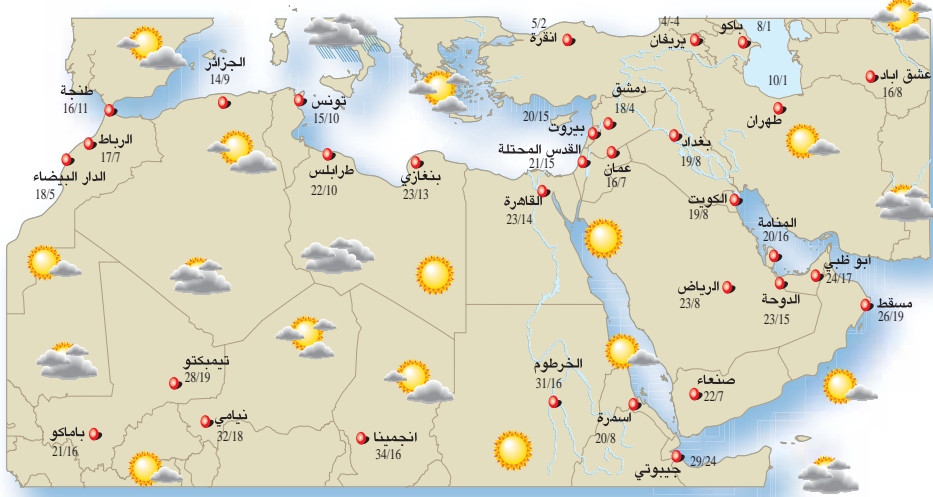 5/2
انقرة
4/-4
يريفان
باكو
8/1
عشق اباد
16/8
10/1
طهران
الجزائر
14/9
طنجة
16/11
تونس
15/10
دمشق
18/4
20/15
بيروت
بغداد
19/8
الرباط
17/7
الدار البيضاء
18/5
طرابلس
22/10
بنغازي
23/13
القدس المحتلة
21/15
عمان
16/7
القاهرة
23/14
الكويت
19/8
المنامة
20/16
ابو ظبي
24/17
الرياض
23/8
الدوحة
23/15
مسقط
26/19
تيمبكتو
28/19
الخرطوم
31/16
صنعاء
22/7
باماكو
21/16
نيامي
32/18
انجمينا
34/16
اسمرة
20/8
جيبوتي
29/24